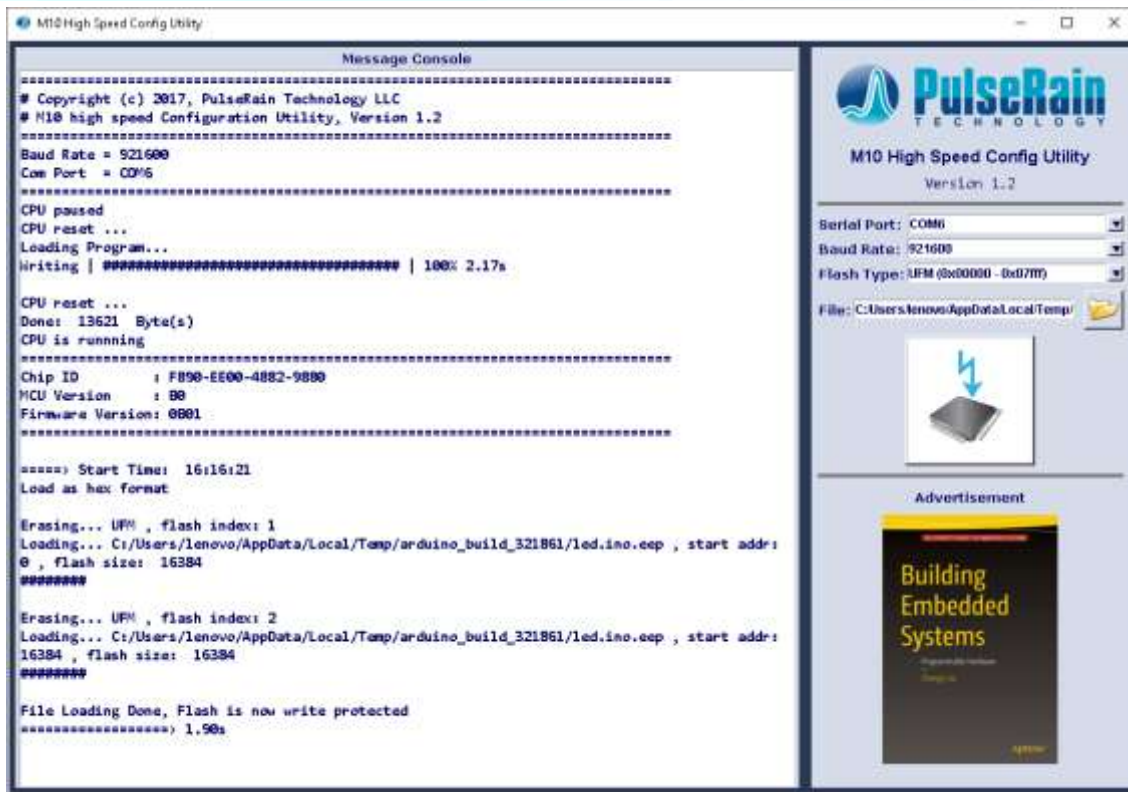 M10 High Speed Config Utility
Message Console
================================================================================
# Copyright (c) 2017, PulseRain Technology LLC
# M10 high speed Configuration Utility, Version 1.2
================================================================================
Baud Rate = 921600
Com Port  = COM6
================================================================================
CPU paused
CPU reset ...
Loading Program...
Writing | #################################### | 100% 2.17s
CPU reset ...
Done:  13621  Byte(s)
CPU is runnning
================================================================================
Chip ID         : F890-EE00-4882-9880
MCU Version     : B0
Firmware Version: 0B01
================================================================================
=====> Start Time:  16:16:21
Load as hex format
Erasing... UFM , flash index: 1
Loading... C:/Users/lenovo/AppData/Local/Temp/arduino_build_321861/led.ino.eep , start addr:
0 , flash size:  16384
########
Erasing... UFM , flash index: 2
Loading... C:/Users/lenovo/AppData/Local/Temp/arduino_build_321861/led.ino.eep , start addr:
16384 , flash size:  16384
########
File Loading Done, Flash is now write protected
==================> 1.90s
PulseRain
TECHNOLOGY
M10 High Speed Config Utility
Version 1.2
Serial Port: COM6
Baud Rate: 921600
Flash Type: UFM (0x00000 - 0x07fff)
File: C:/Users/lenovo/AppData/Local/Temp/
Advertisement
Building
Embedded
Systems
Programmable Hardware